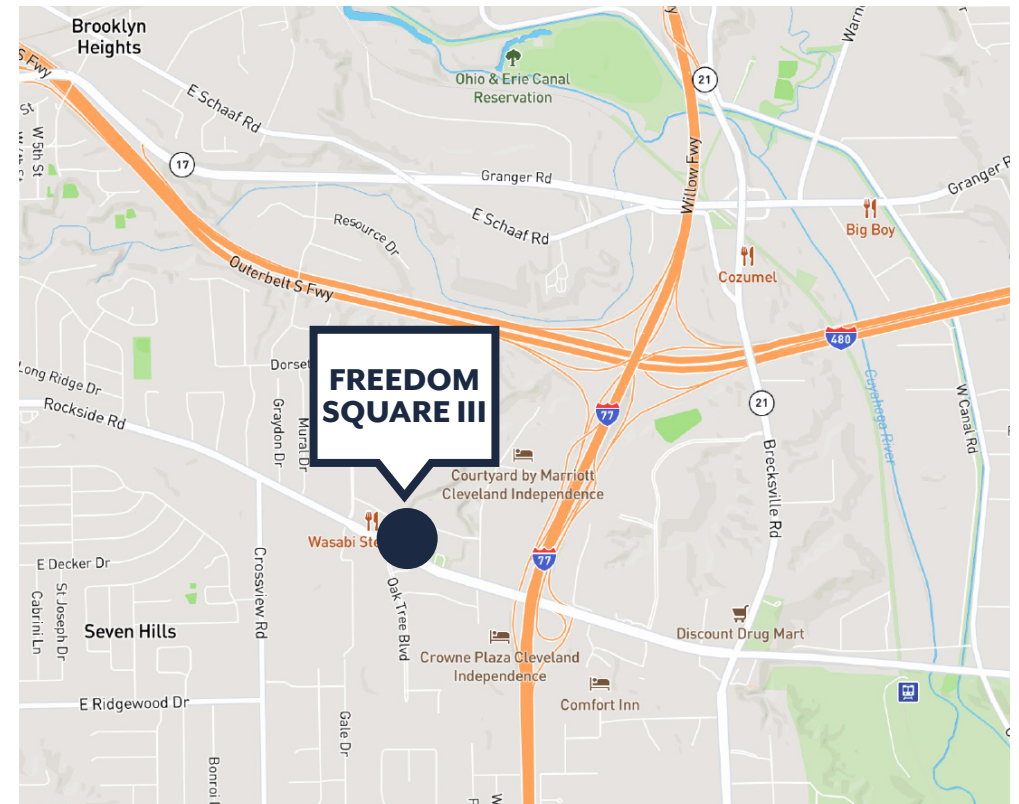 Brooklyn
Heights
S Fwy
Ohio & Erie Canal
Reservation
21
E Schaaf Rd
St
W 5th St
17
Granger Rd
Willow Fwy
Granger R
Big Boy
Resource Dr
E Schaaf Rd
Cozumel
Outerbelt S Fwy
480
FREEDOM
SQUARE III
Dorset
Long Ridge Dr
Rockside Rd
Graydon Dr
Mural Dr
77
21
Cuyahoga River
W Canal Rd
Brecksville Rd
Courtyard by Marriott
Cleveland Independence
Wasabi Ste
77
E Decker Dr
Crossview Rd
Oak Tree Blvd
St Joseph Dr
Cabrini Ln
Seven Hills
Discount Drug Mart
Crowne Plaza Cleveland
Independence
Comfort Inn
E Ridgewood Dr
Gale Dr
Bonroi